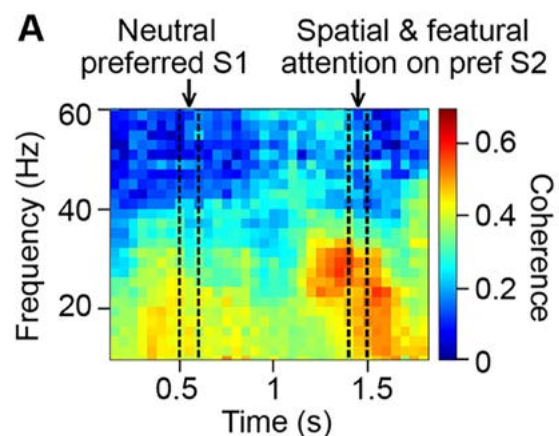 A
Neutral
preferred S1
Spatial & featural
attention on pref S2
60
40
20
Frequency (Hz)
0.5
1
1.5
Time (s)
0.6
0.4
0.2
0
Coherence